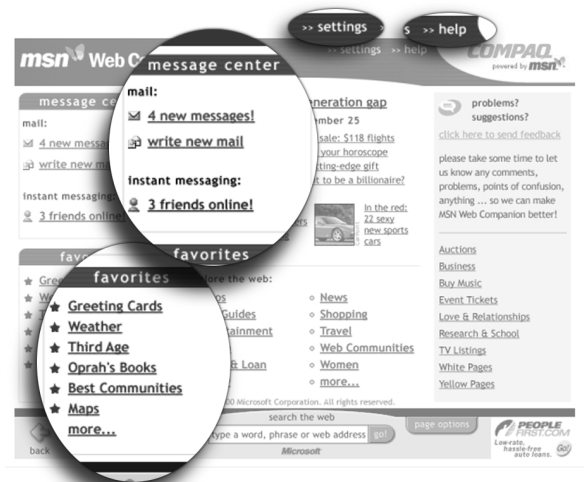 >> settings
>> help
msn Web C
>> settings >> help
COMPAQ
powered by msn
message center
mail:
4 new messages!
write new mail
instant messaging:
3 friends online!
message ce
mail:
4 new messa
write new ma
instant messaging:
3 friends online
neration gap
mber 25
sale: $118 flights
your horoscope
tting-edge gift
t to be a billionaire?
In the red:
22 sexy
new sports
cars
problems?
suggestions?
click here to send feedback
please take some time to let
us know any comments,
problems, points of confusion,
anything ... so we can make
MSN Web Companion better!
Auctions
Business
Buy Music
Event Tickets
Love & Relationships
Research & School
TV Listings
White Pages
Yellow Pages
favorites
favorites
Greeting Cards
Weather
Third Age
Oprah's Books
Best Communities
Maps
more...
lore the web:
Guides
tainment
& Loan
News
Shopping
Travel
Web Communities
Women
more...
00 Microsoft Corporation. All rights reserved.
search the web
type a word, phrase or web address
go!
Microsoft
page options
back
PEOPLE
FIRST.COM
Low-rate,
hassle-free
auto loans.
Go!